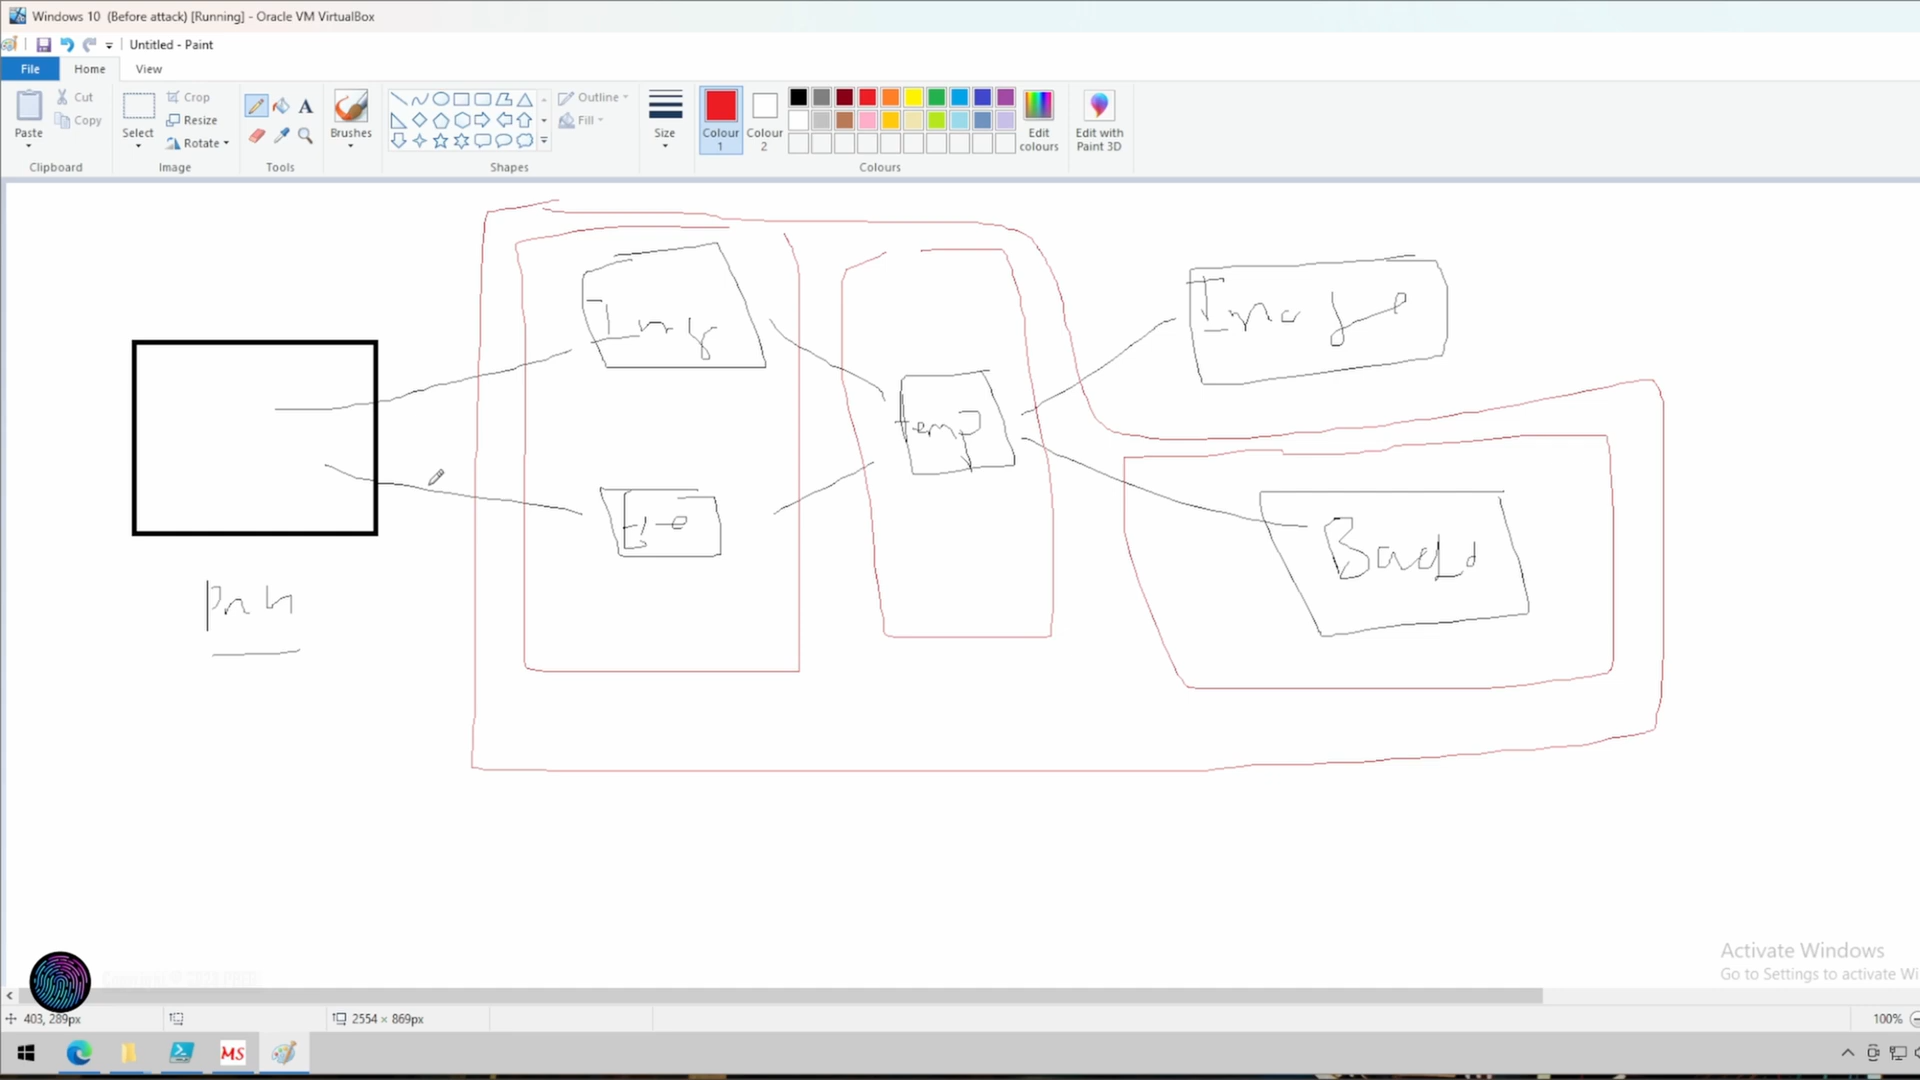 Windows 10 (Before attack) [Running] - Oracle VM VirtualBox
Untitled - Paint
File Home View
Paste
Cut
Copy
Clipboard
Select
Crop
Resize
Rotate
Image
A
Tools
Brushes
Outline
Fill
Shapes
Size
Colour 1
Colour 2
Edit colours
Edit with Paint 3D
Colours
Img
Temp
Image
Activate Windows
Go to Settings to activate Wi
403, 289px
2554 × 869px
100%
MS